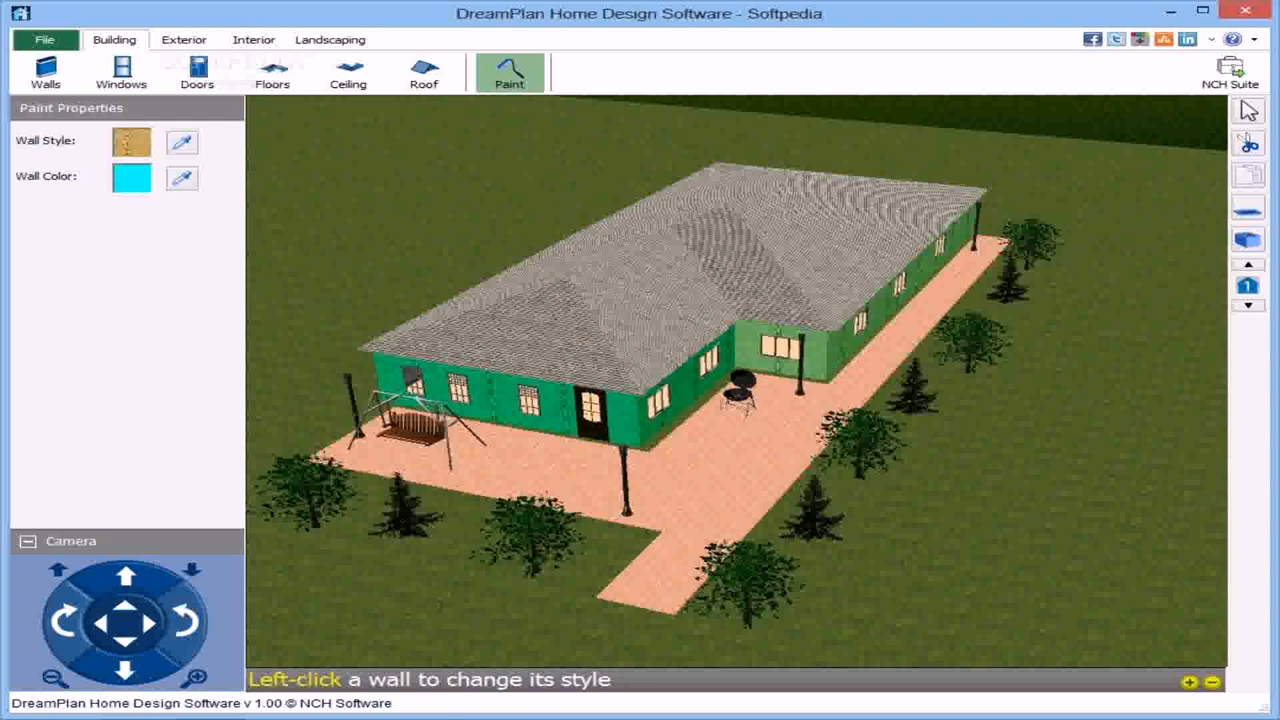 DreamPlan Home Design Software - Softpedia
File Building Exterior Interior Landscaping
Walls Windows Doors Floors Ceiling Roof Paint NCH Suite
Paint Properties
Wall Style:
Wall Color:
1
Camera
Left-click a wall to change its style
DreamPlan Home Design Software v 1.00 © NCH Software